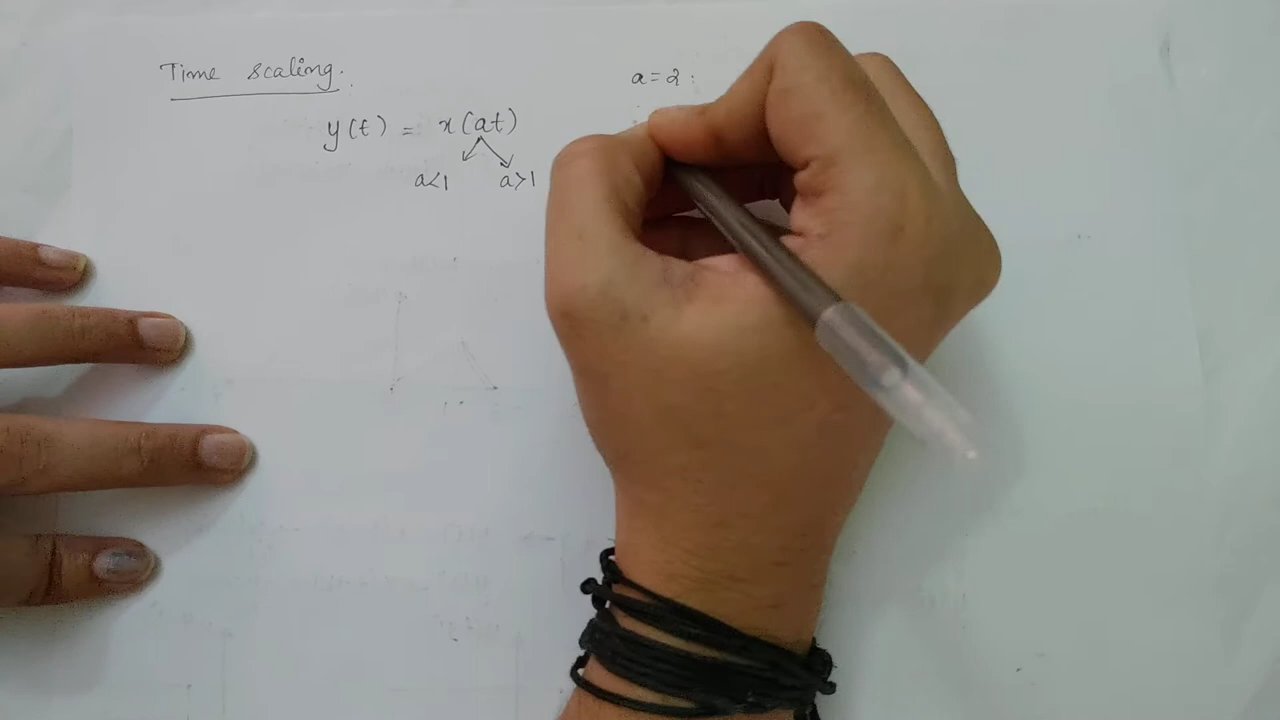 Time scaling.
y(t) = x(at)
a<1 a>1
a=2: